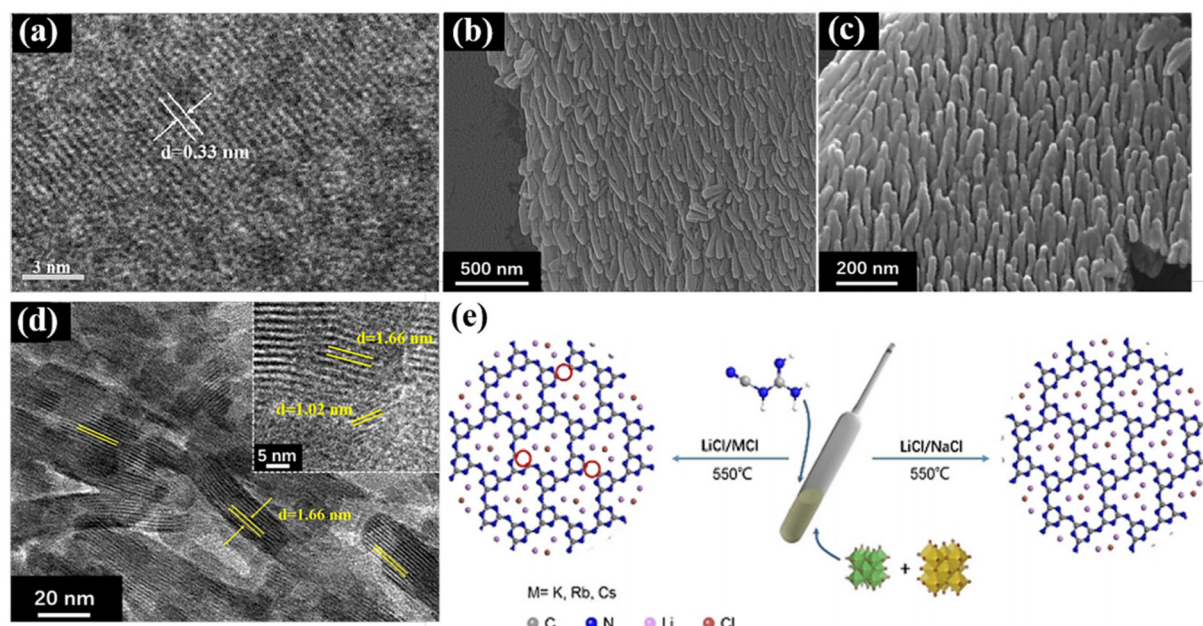 (a)
d=0.33 nm
3 nm
(b)
500 nm
(c)
200 nm
(d)
d=1.66 nm
d=1.02 nm
5 nm
d=1.66 nm
20 nm
(e)
LiCl/MCl
550℃
LiCl/NaCl
550℃
+
M= K, Rb, Cs
C N Li Cl